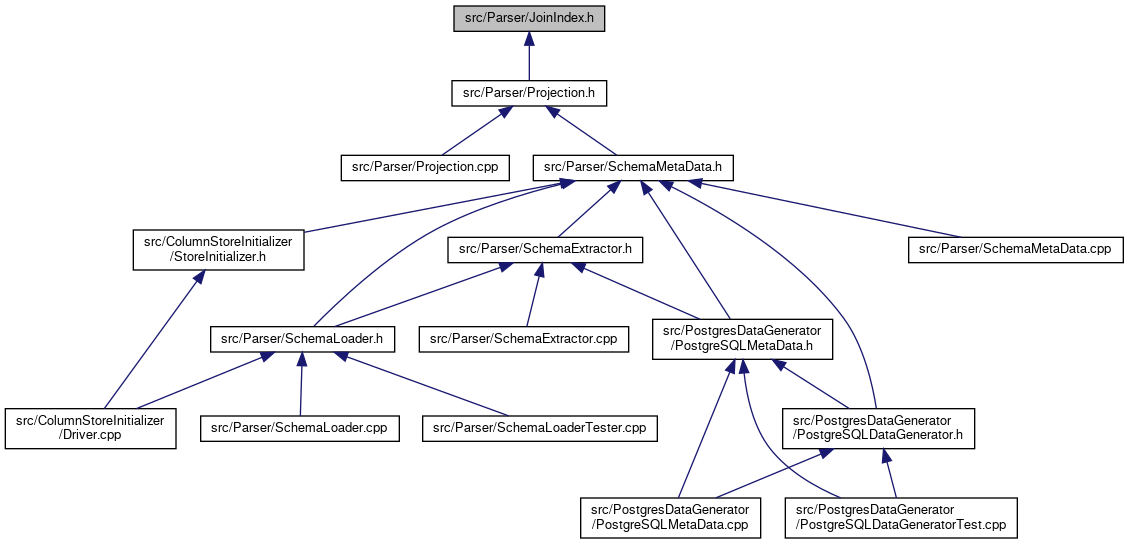 src/Parser/JoinIndex.h
src/Parser/Projection.h
src/Parser/Projection.cpp
src/Parser/SchemaMetaData.h
src/ColumnStoreInitializer
/StoreInitializer.h
src/Parser/SchemaExtractor.h
src/Parser/SchemaMetaData.cpp
src/Parser/SchemaLoader.h
src/Parser/SchemaExtractor.cpp
src/PostgresDataGenerator
/PostgreSQLMetaData.h
src/ColumnStoreInitializer
/Driver.cpp
src/Parser/SchemaLoader.cpp
src/Parser/SchemaLoaderTester.cpp
src/PostgresDataGenerator
/PostgreSQLDataGenerator.h
src/PostgresDataGenerator
/PostgreSQLMetaData.cpp
src/PostgresDataGenerator
/PostgreSQLDataGeneratorTest.cpp